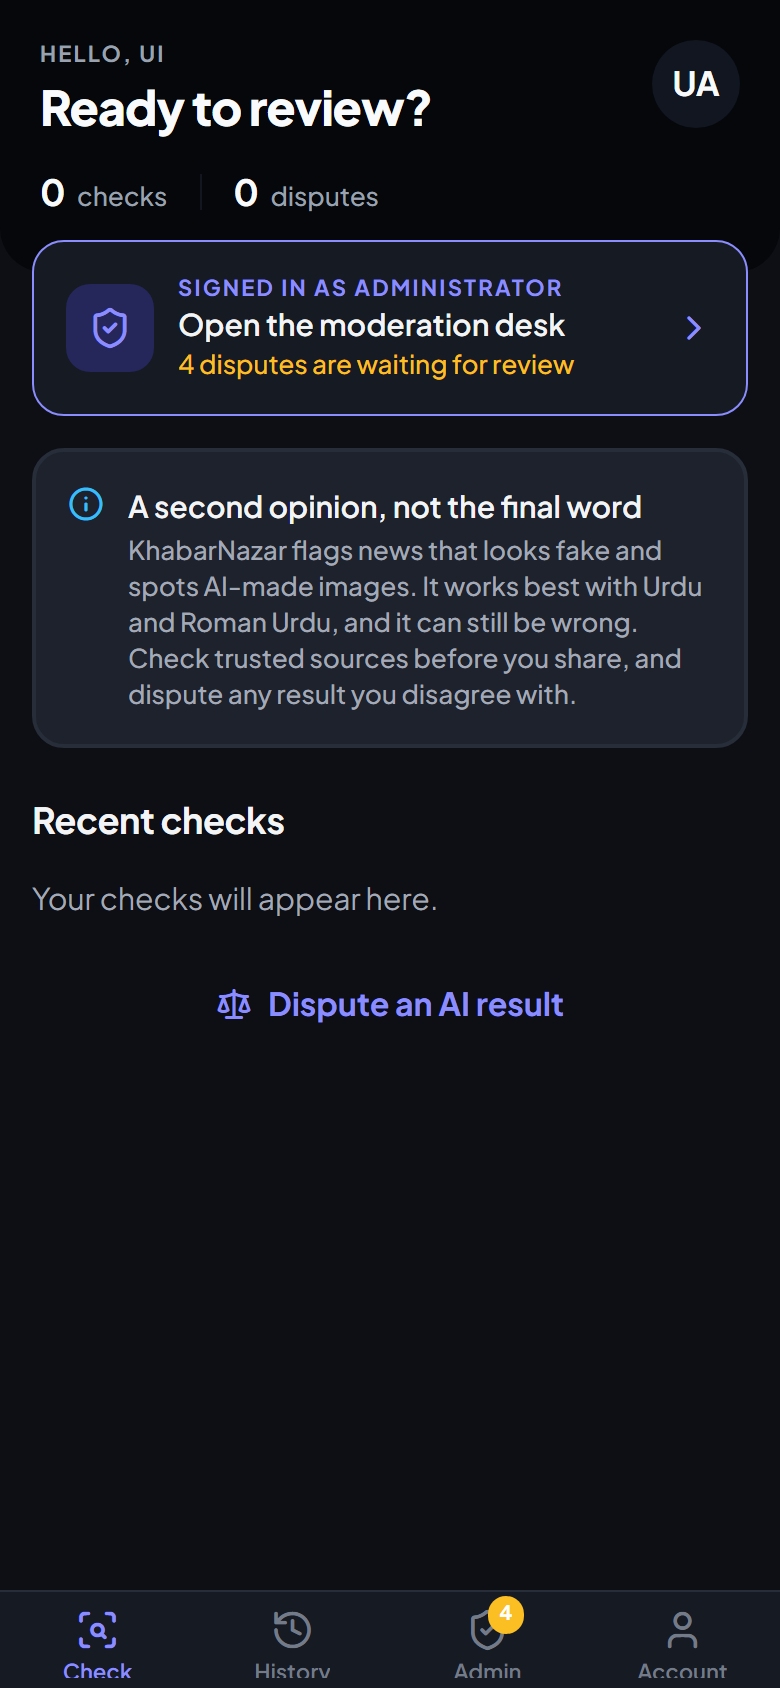 HELLO, UI
Ready to review?
UA
0 checks
0 disputes
SIGNED IN AS ADMINISTRATOR
Open the moderation desk
4 disputes are waiting for review
A second opinion, not the final word
KhabarNazar flags news that looks fake and
spots AI-made images. It works best with Urdu
and Roman Urdu, and it can still be wrong.
Check trusted sources before you share, and
dispute any result you disagree with.
Recent checks
Your checks will appear here.
Dispute an AI result
4
Check
History
Admin
Account